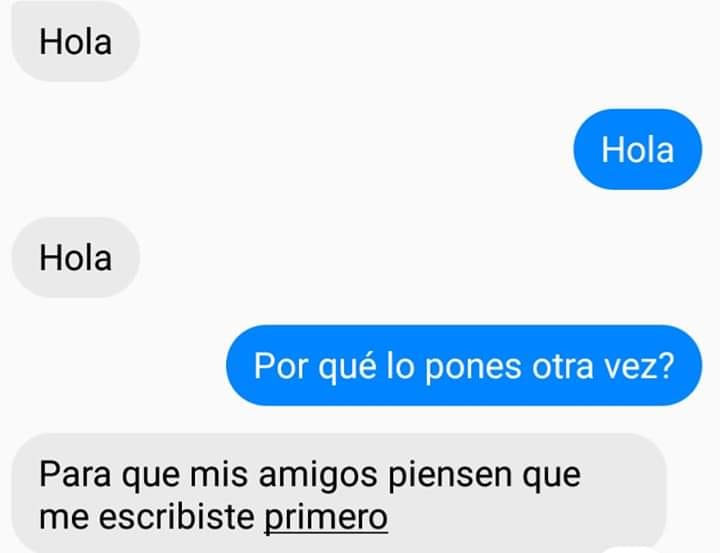 Hola
Hola
Hola
Por qué lo pones otra vez?
Para que mis amigos piensen que
me escribiste primero